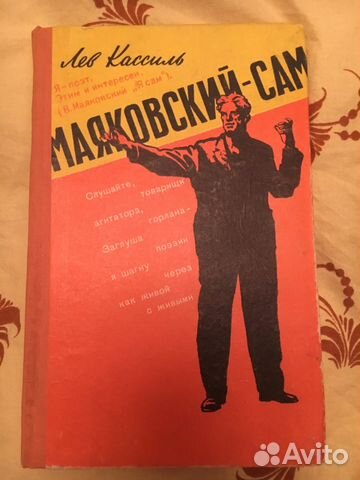 Лев Кассиль
Я — поэт.
Этим и интересен.
(В. Маяковский „Я сам").
МАЯКОВСКИЙ-САМ
Слушайте, товарищи
агитатора, горлана-
Заглуша поэзии
я шагну через
как живой
с живыми
Avito